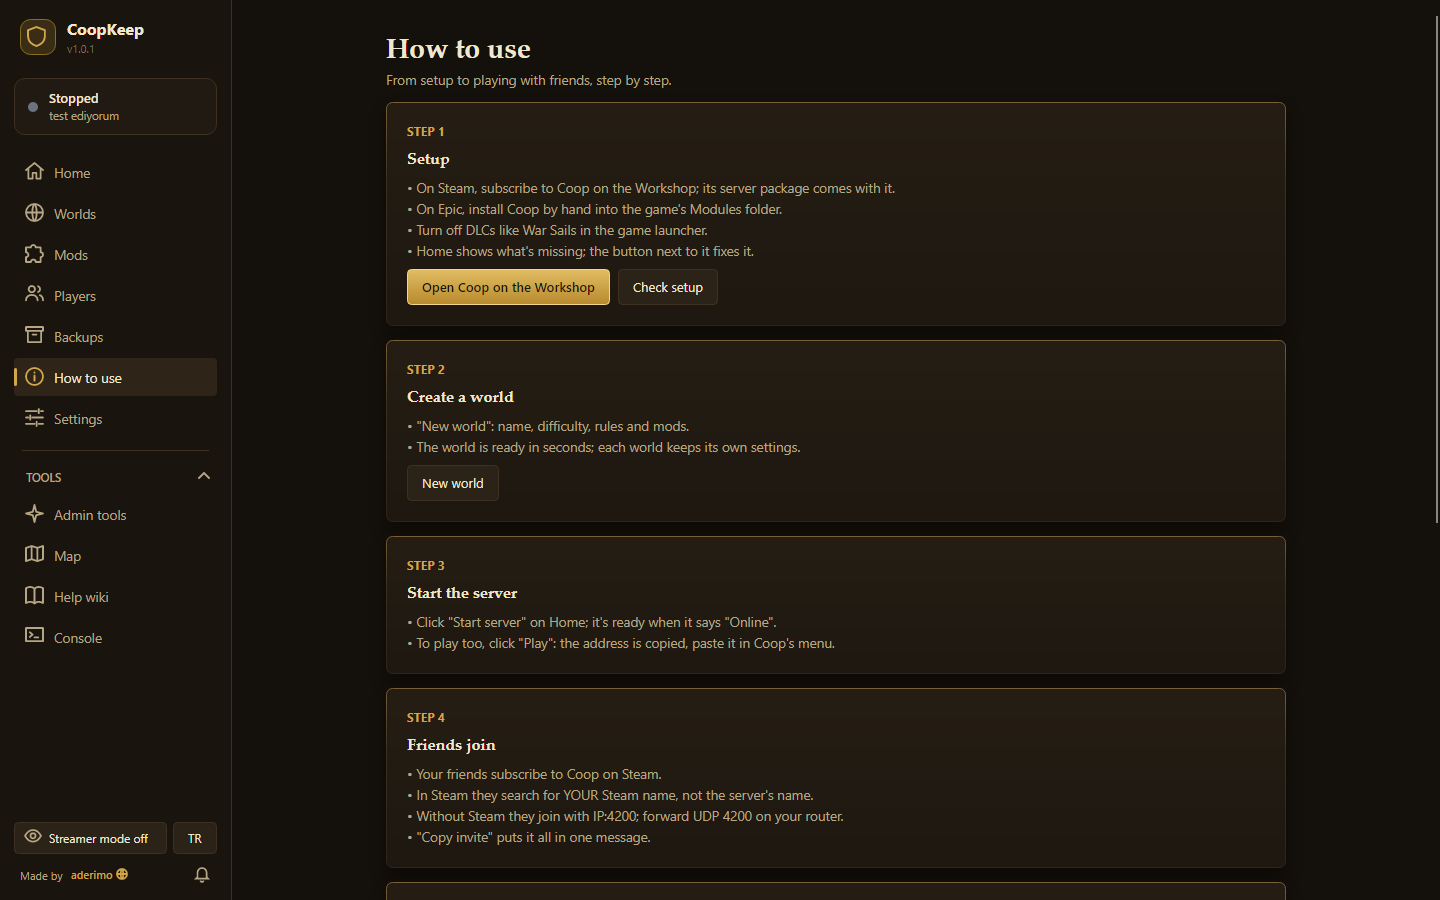 CoopKeep
v1.0.1
Stopped
test ediyorum
Home
Worlds
Mods
Players
Backups
How to use
Settings
TOOLS
Admin tools
Map
Help wiki
Console
Streamer mode off
TR
Made by aderimo
How to use
From setup to playing with friends, step by step.
STEP 1
Setup
• On Steam, subscribe to Coop on the Workshop; its server package comes with it.
• On Epic, install Coop by hand into the game's Modules folder.
• Turn off DLCs like War Sails in the game launcher.
• Home shows what's missing; the button next to it fixes it.
Open Coop on the Workshop
Check setup
STEP 2
Create a world
• "New world": name, difficulty, rules and mods.
• The world is ready in seconds; each world keeps its own settings.
New world
STEP 3
Start the server
• Click "Start server" on Home; it's ready when it says "Online".
• To play too, click "Play": the address is copied, paste it in Coop's menu.
STEP 4
Friends join
• Your friends subscribe to Coop on Steam.
• In Steam they search for YOUR Steam name, not the server's name.
• Without Steam they join with IP:4200; forward UDP 4200 on your router.
• "Copy invite" puts it all in one message.